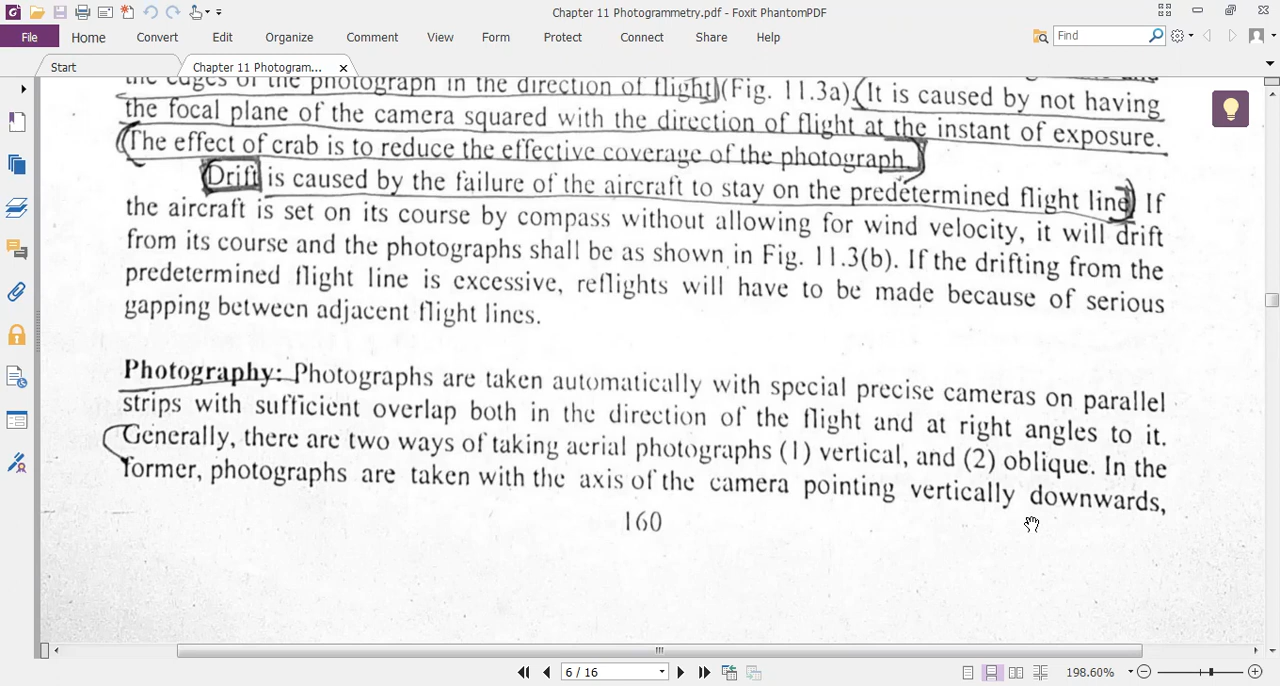 Chapter 11 Photogrammetry.pdf - Foxit PhantomPDF
File Home Convert Edit Organize Comment View Form Protect Connect Share Help Find
Start Chapter 11 Photogram...
the edges of the photograph in the direction of flight) (Fig. 11.3a). (It is caused by not having
the focal plane of the camera squared with the direction of flight at the instant of exposure.
The effect of crab is to reduce the effective coverage of the photograph.
Drift is caused by the failure of the aircraft to stay on the predetermined flight line) If
the aircraft is set on its course by compass without allowing for wind velocity, it will drift
from its course and the photographs shall be as shown in Fig. 11.3(b). If the drifting from the
predetermined flight line is excessive, reflights will have to be made because of serious
gapping between adjacent flight lines.
Photography: Photographs are taken automatically with special precise cameras on parallel
strips with sufficient overlap both in the direction of the flight and at right angles to it.
Generally, there are two ways of taking aerial photographs (1) vertical, and (2) oblique. In the
former, photographs are taken with the axis of the camera pointing vertically downwards,
160
6 / 16 198.60%